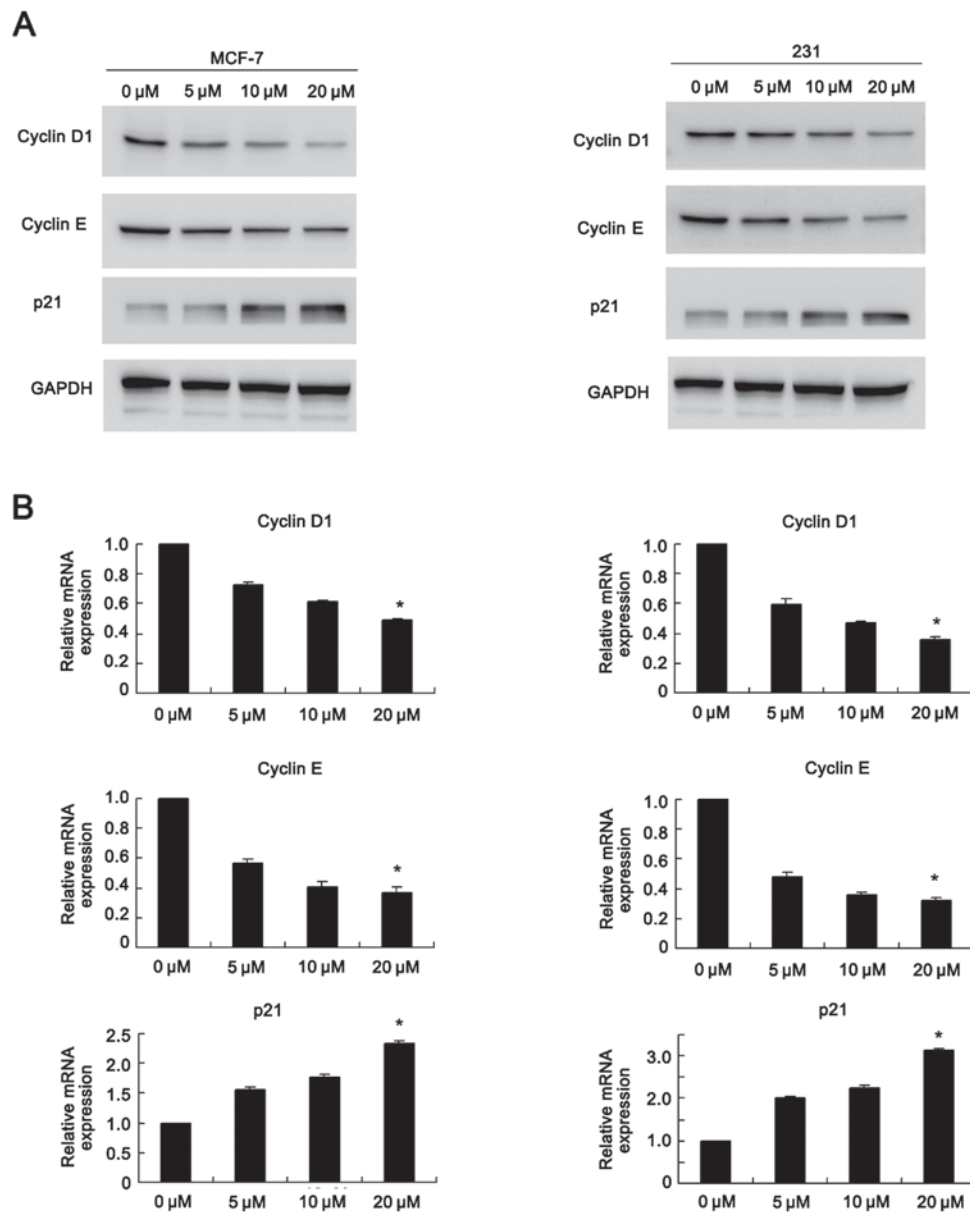 A
MCF-7
0 µM 5 µM 10 µM 20 µM
Cyclin D1
Cyclin E
p21
GAPDH
231
0 µM 5 µM 10 µM 20 µM
Cyclin D1
Cyclin E
p21
GAPDH
B
Cyclin D1
Relative mRNA
expression
1.0
0.8
0.6
0.4
0.2
0
*
0 µM 5 µM 10 µM 20 µM
Cyclin D1
Relative mRNA
expression
1.0
0.8
0.6
0.4
0.2
0
*
0 µM 5 µM 10 µM 20 µM
Cyclin E
Relative mRNA
expression
1.0
0.8
0.6
0.4
0.2
0
*
0 µM 5 µM 10 µM 20 µM
Cyclin E
Relative mRNA
expression
1.0
0.8
0.6
0.4
0.2
0
*
0 µM 5 µM 10 µM 20 µM
p21
Relative mRNA
expression
2.5
2.0
1.5
1.0
0.5
0
*
0 µM 5 µM 10 µM 20 µM
p21
Relative mRNA
expression
3.0
2.0
1.0
0
*
0 µM 5 µM 10 µM 20 µM